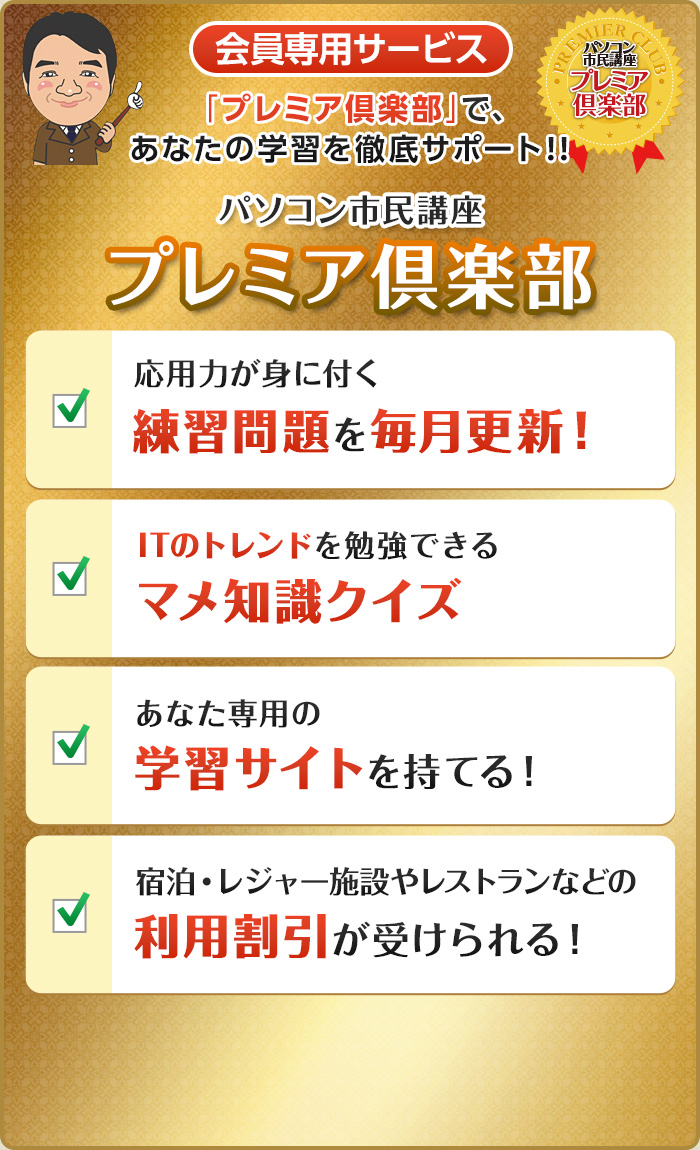 会員専用サービス
PREMIER CLUB
パソコン
市民講座
プレミア
倶楽部
「プレミア倶楽部」で、
あなたの学習を徹底サポート!!
パソコン市民講座
プレミア倶楽部
応用力が身に付く
練習問題を毎月更新！
ITのトレンドを勉強できる
マメ知識クイズ
あなた専用の
学習サイトを持てる！
宿泊・レジャー施設やレストランなどの
利用割引が受けられる！